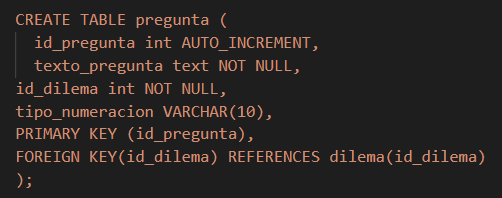 CREATE TABLE pregunta (
id_pregunta int AUTO_INCREMENT,
texto_pregunta text NOT NULL,
id_dilema int NOT NULL,
tipo_numeracion VARCHAR(10),
PRIMARY KEY (id_pregunta),
FOREIGN KEY(id_dilema) REFERENCES dilema(id_dilema)
);